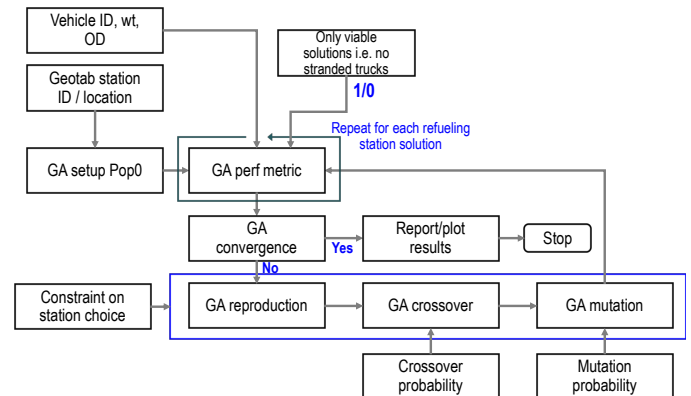 Vehicle ID, wt,
OD
Only viable
solutions i.e. no
stranded trucks
Geotab station
ID / location
1/0
Repeat for each refueling
station solution
GA setup Pop0
GA perf metric
GA
convergence
Yes
Report/plot
results
Stop
No
Constraint on
station choice
GA reproduction
GA crossover
GA mutation
Crossover
probability
Mutation
probability